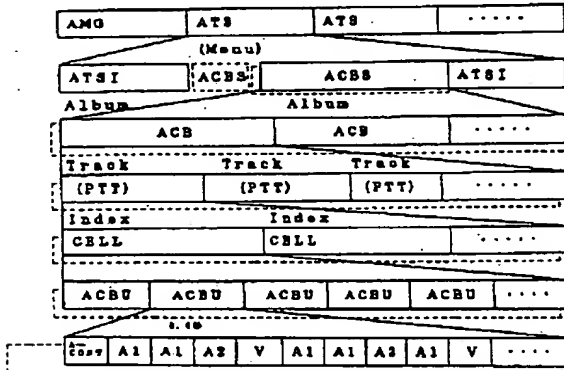 AMG ATS ATS ·····
(Menu)
ATSI ACBS ACBS ATSI
Album Album
ACB ACB ·····
Track Track Track
(PTT) (PTT) (PTT) ·····
Index Index
CELL CELL ·····
ACBU ACBU ACBU ACBU ACBU ····
A1 A1 A2 V A1 A1 A2 A1 V ····